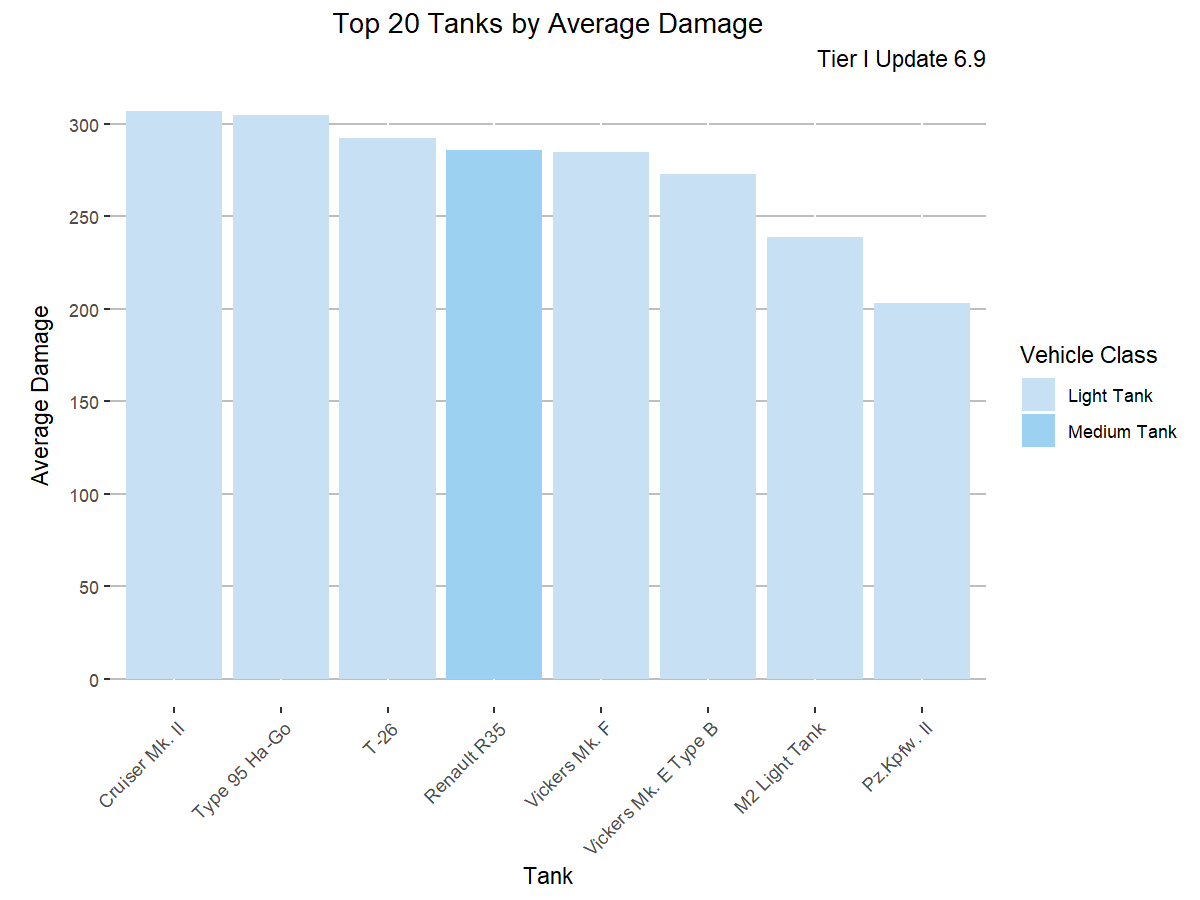 Top 20 Tanks by Average Damage
Tier I Update 6.9
Average Damage
300
250
200
150
100
50
0
Cruiser Mk. II
Type 95 Ha-Go
T-26
Renault R35
Vickers Mk. F
Vickers Mk. E Type B
M2 Light Tank
Pz.Kpfw. II
Tank
Vehicle Class
Light Tank
Medium Tank